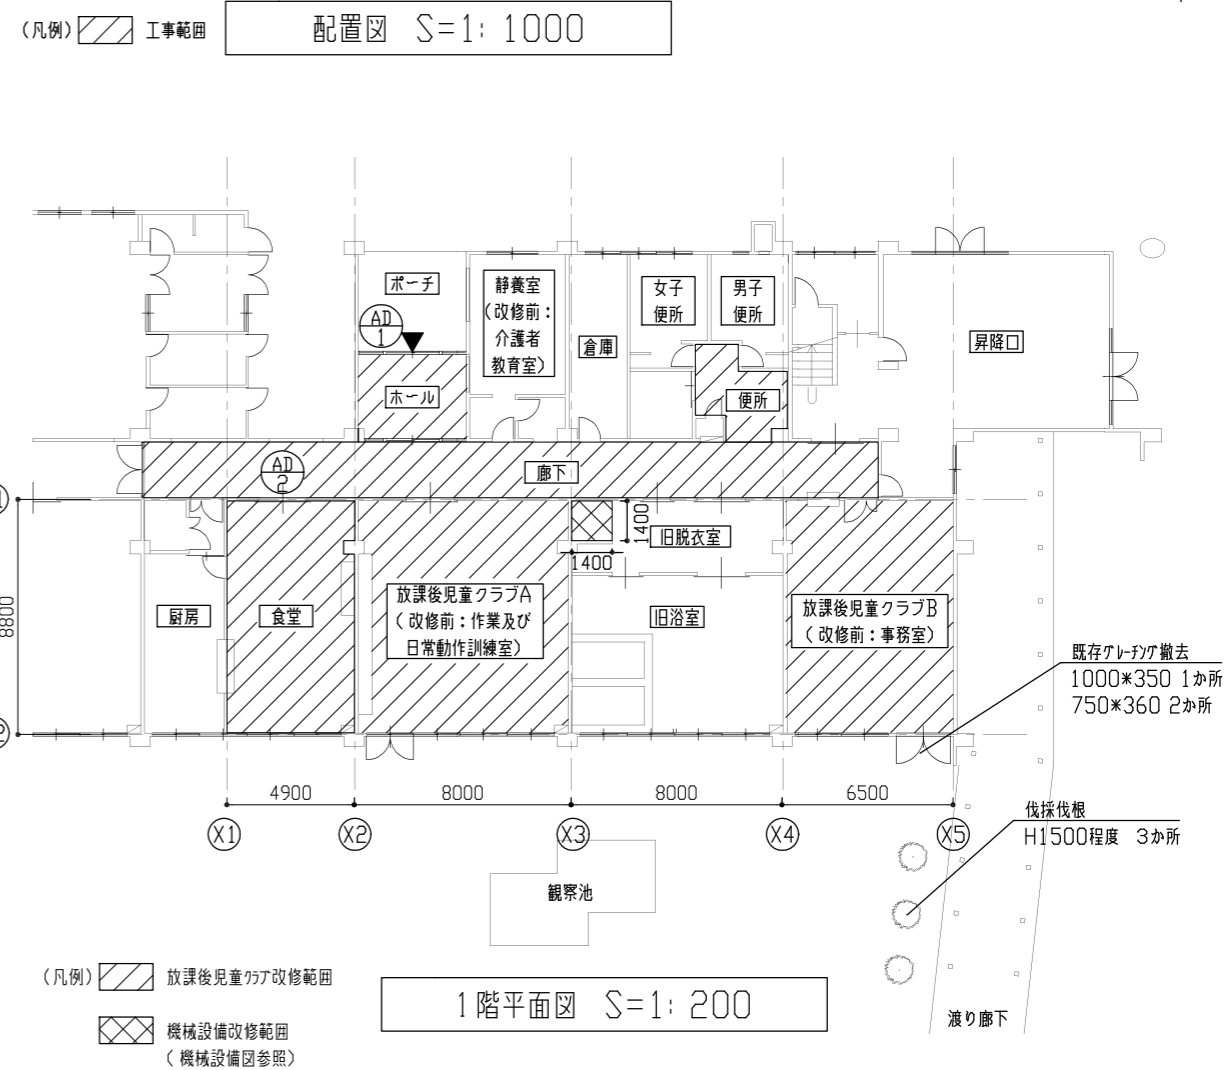 (凡例) 工事範囲
配置図 S=1:1000
ポーチ
AD
1
静養室
(改修前:
介護者
教育室)
倉庫
女子
便所
男子
便所
昇降口
ホール
便所
AD
2
廊下
1400
1400
旧脱衣室
8800
厨房
食堂
放課後児童クラブA
(改修前:作業及び
日常動作訓練室)
旧浴室
放課後児童クラブB
(改修前:事務室)
既存グレーチング撤去
1000*350 1か所
750*360 2か所
4900
8000
8000
6500
X1
X2
X3
X4
X5
伐採伐根
H1500程度 3か所
観察池
渡り廊下
(凡例) 放課後児童クラブ改修範囲
機械設備改修範囲
(機械設備図参照)
1階平面図 S=1:200